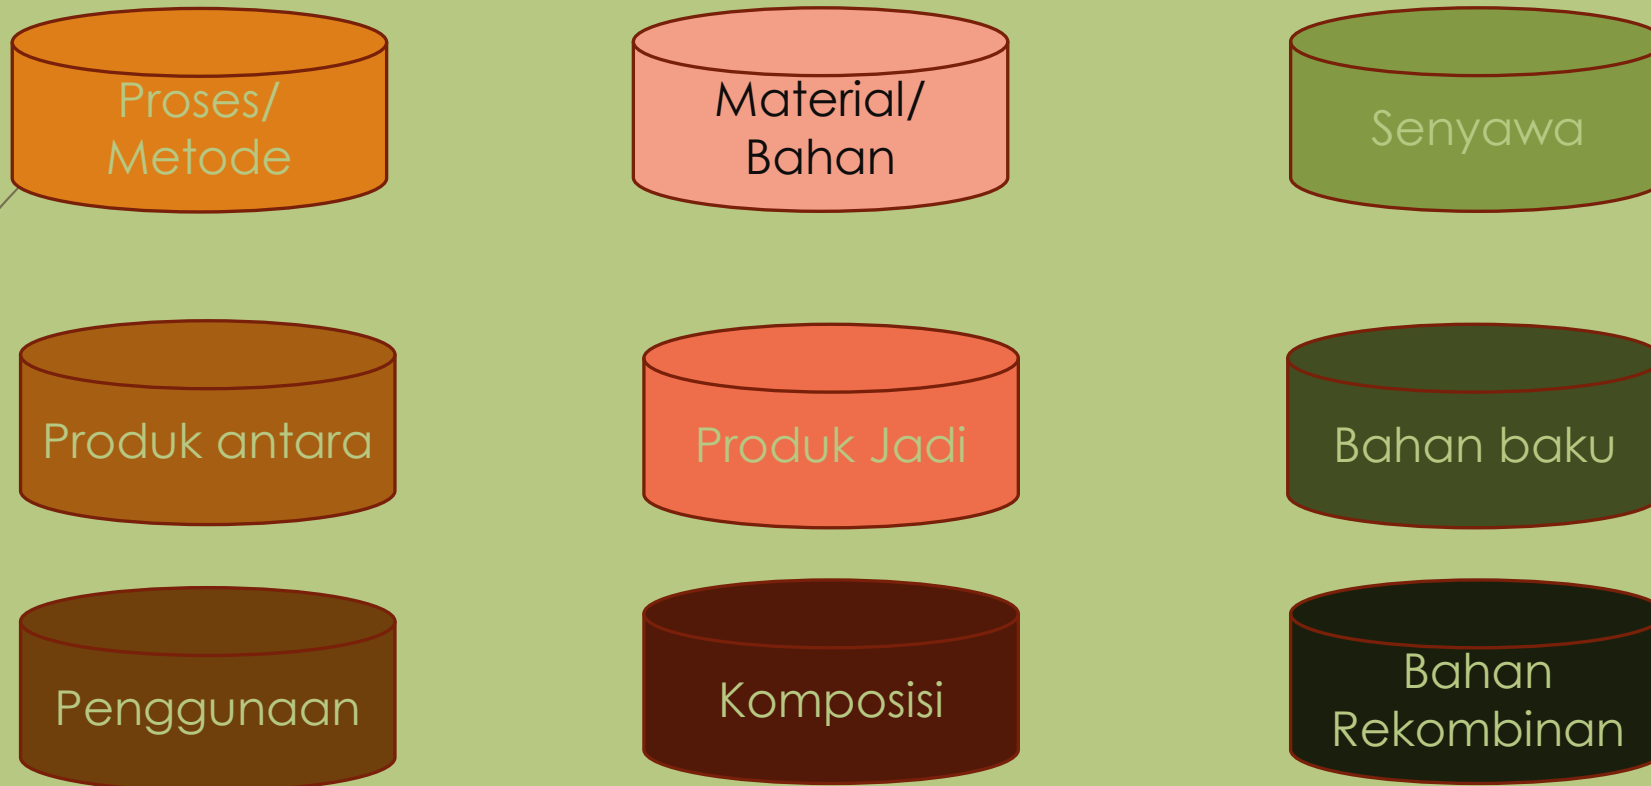 Proses/
Metode
Material/
Bahan
Senyawa
Produk antara
Produk Jadi
Bahan baku
Penggunaan
Komposisi
Bahan
Rekombinan